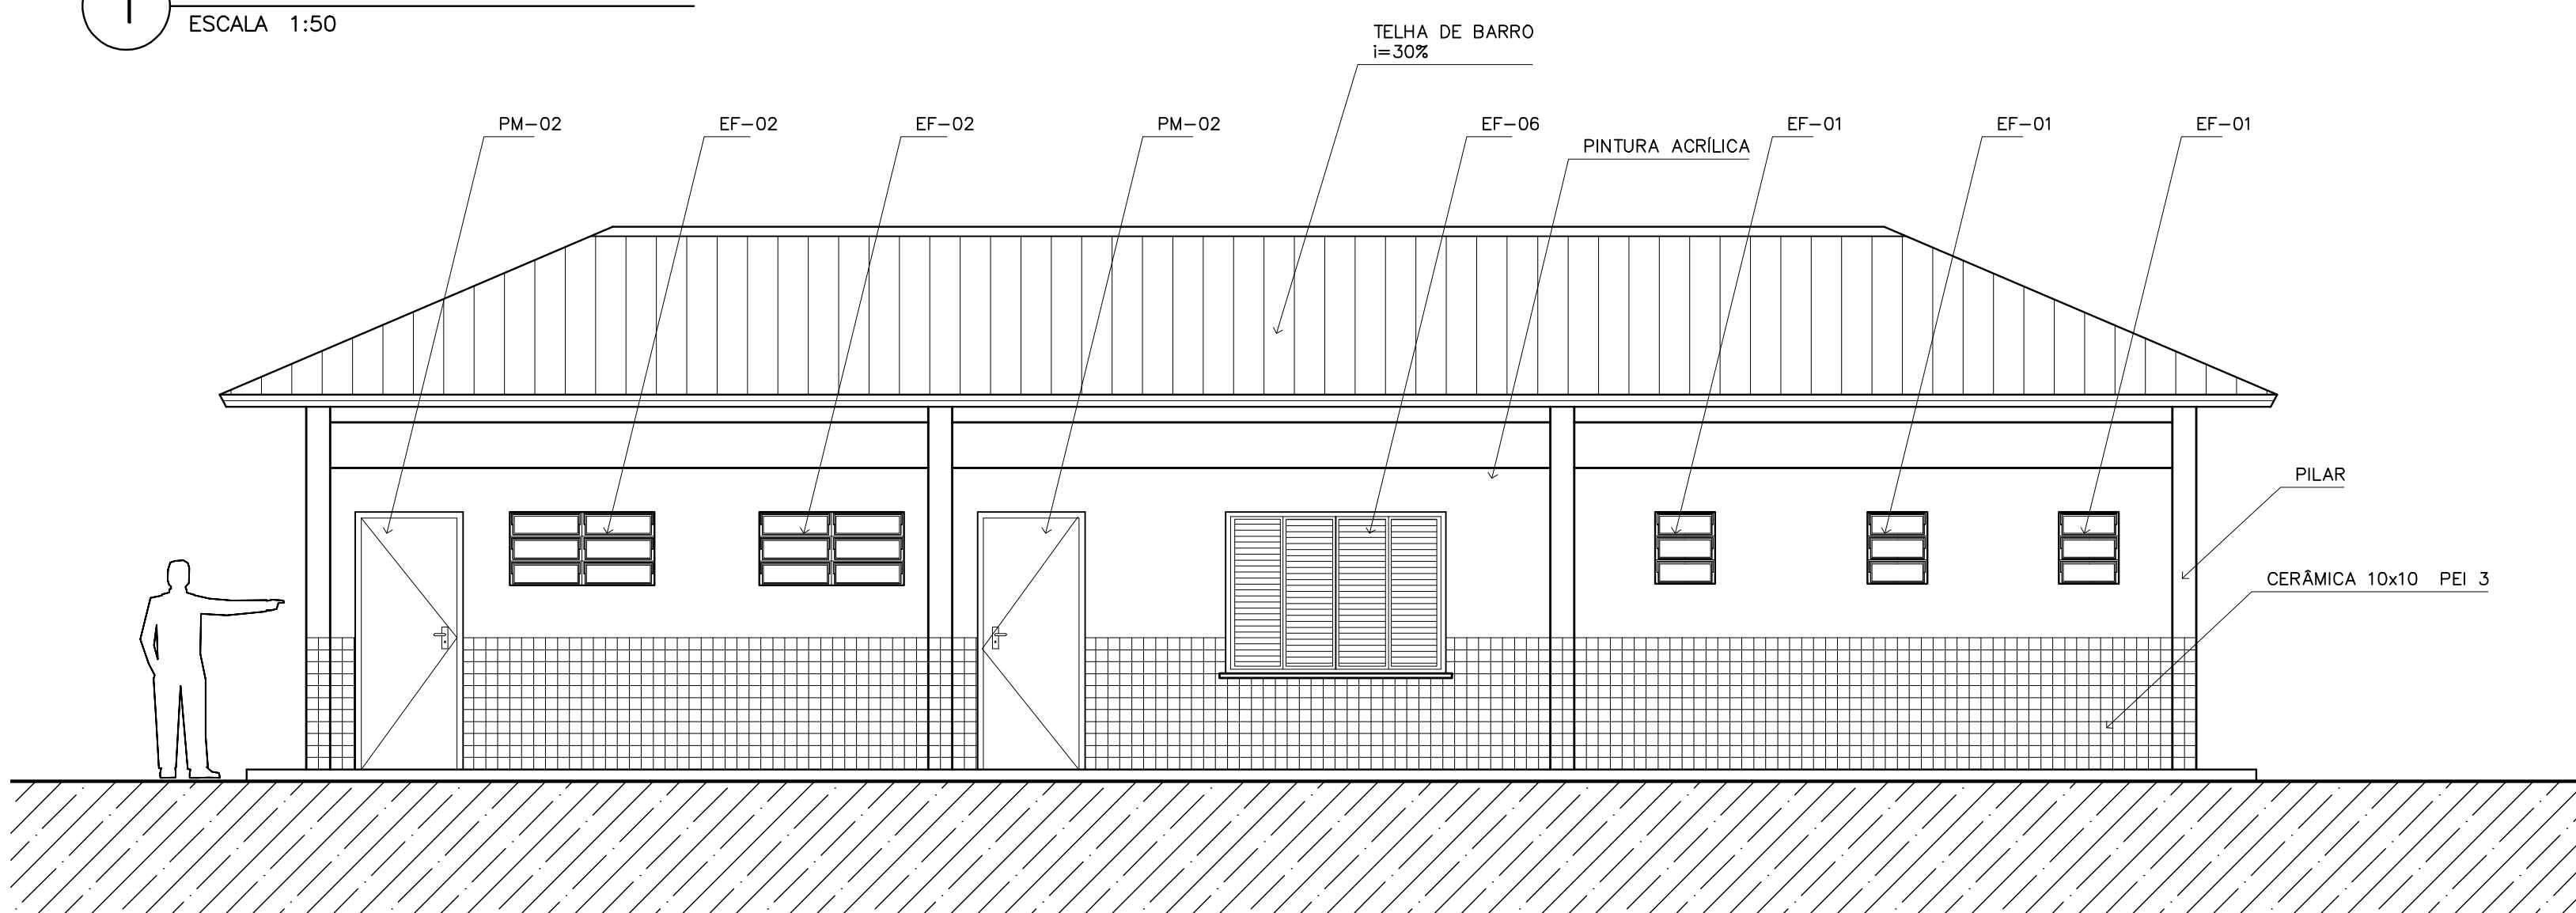 1
ESCALA 1:50
TELHA DE BARRO
i=30%
PM-02
EF-02
EF-02
PM-02
EF-06
PINTURA ACRÍLICA
EF-01
EF-01
EF-01
PILAR
CERÂMICA 10x10 PEI 3